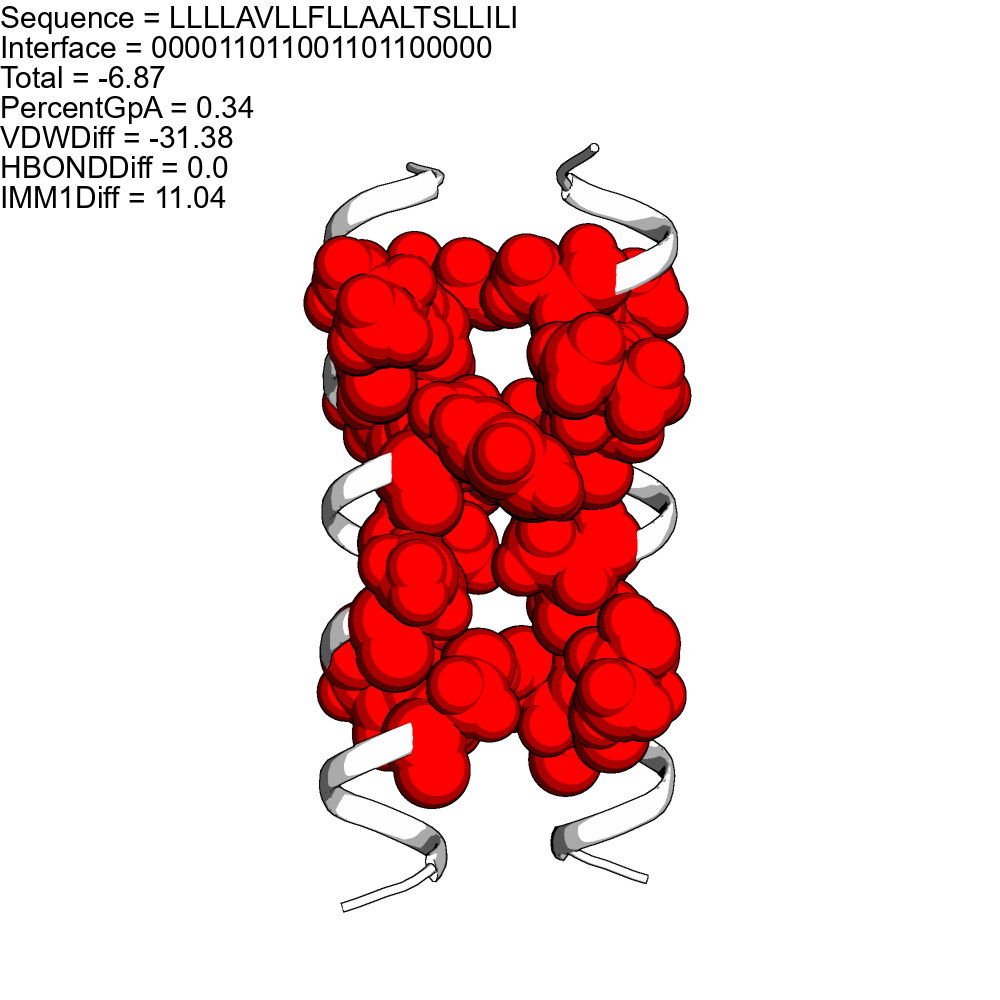 Sequence = LLLLAVLLFLLAALTSLLILI
Interface = 000011011001101100000
Total = -6.87
PercentGpA = 0.34
VDWDiff = -31.38
HBONDDiff = 0.0
IMM1Diff = 11.04